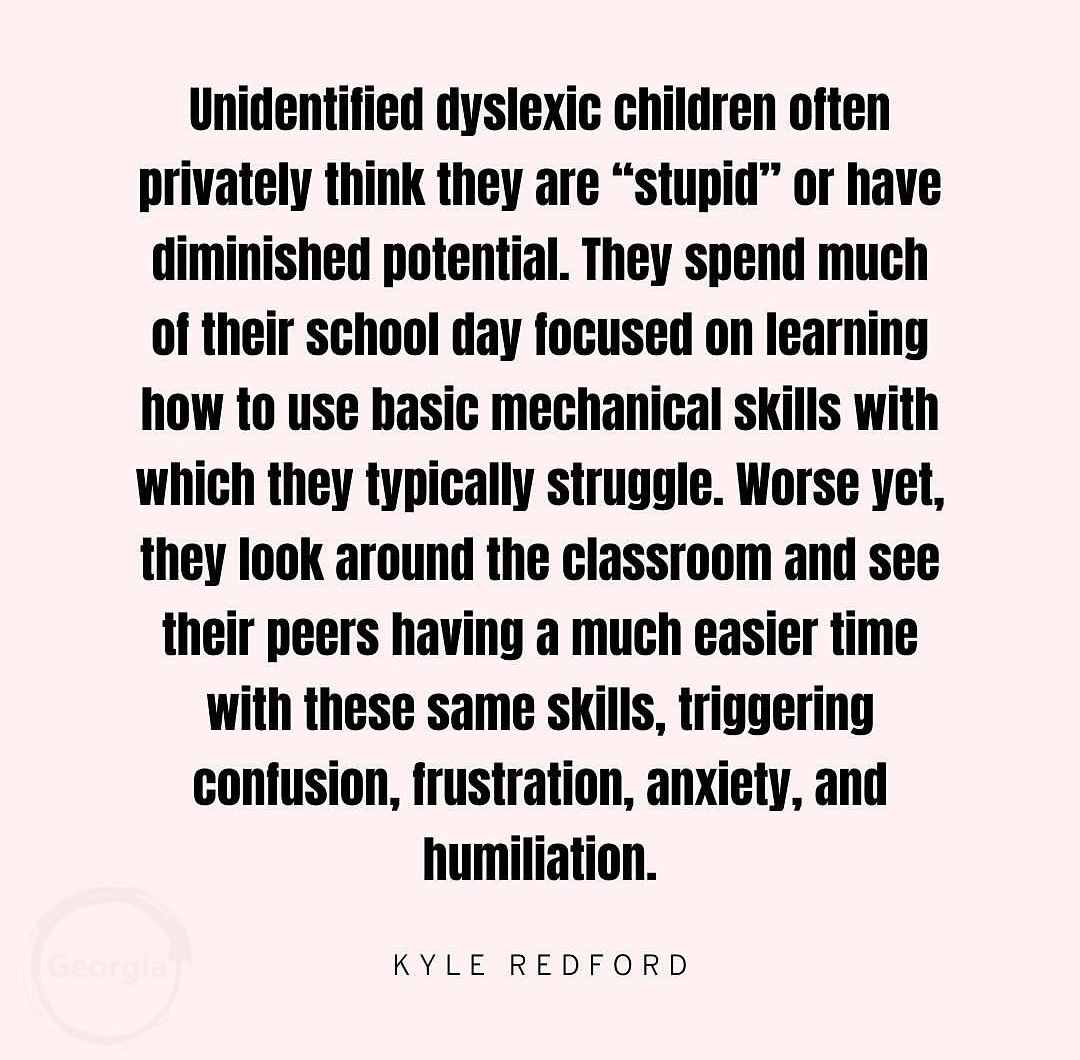 Unidentified dyslexic children often
privately think they are “stupid” or have
diminished potential. They spend much
of their school day focused on learning
how to use basic mechanical skills with
which they typically struggle. Worse yet,
they look around the classroom and see
their peers having a much easier time
with these same skills, triggering
confusion, frustration, anxiety, and
humiliation.
KYLE REDFORD
Georgia